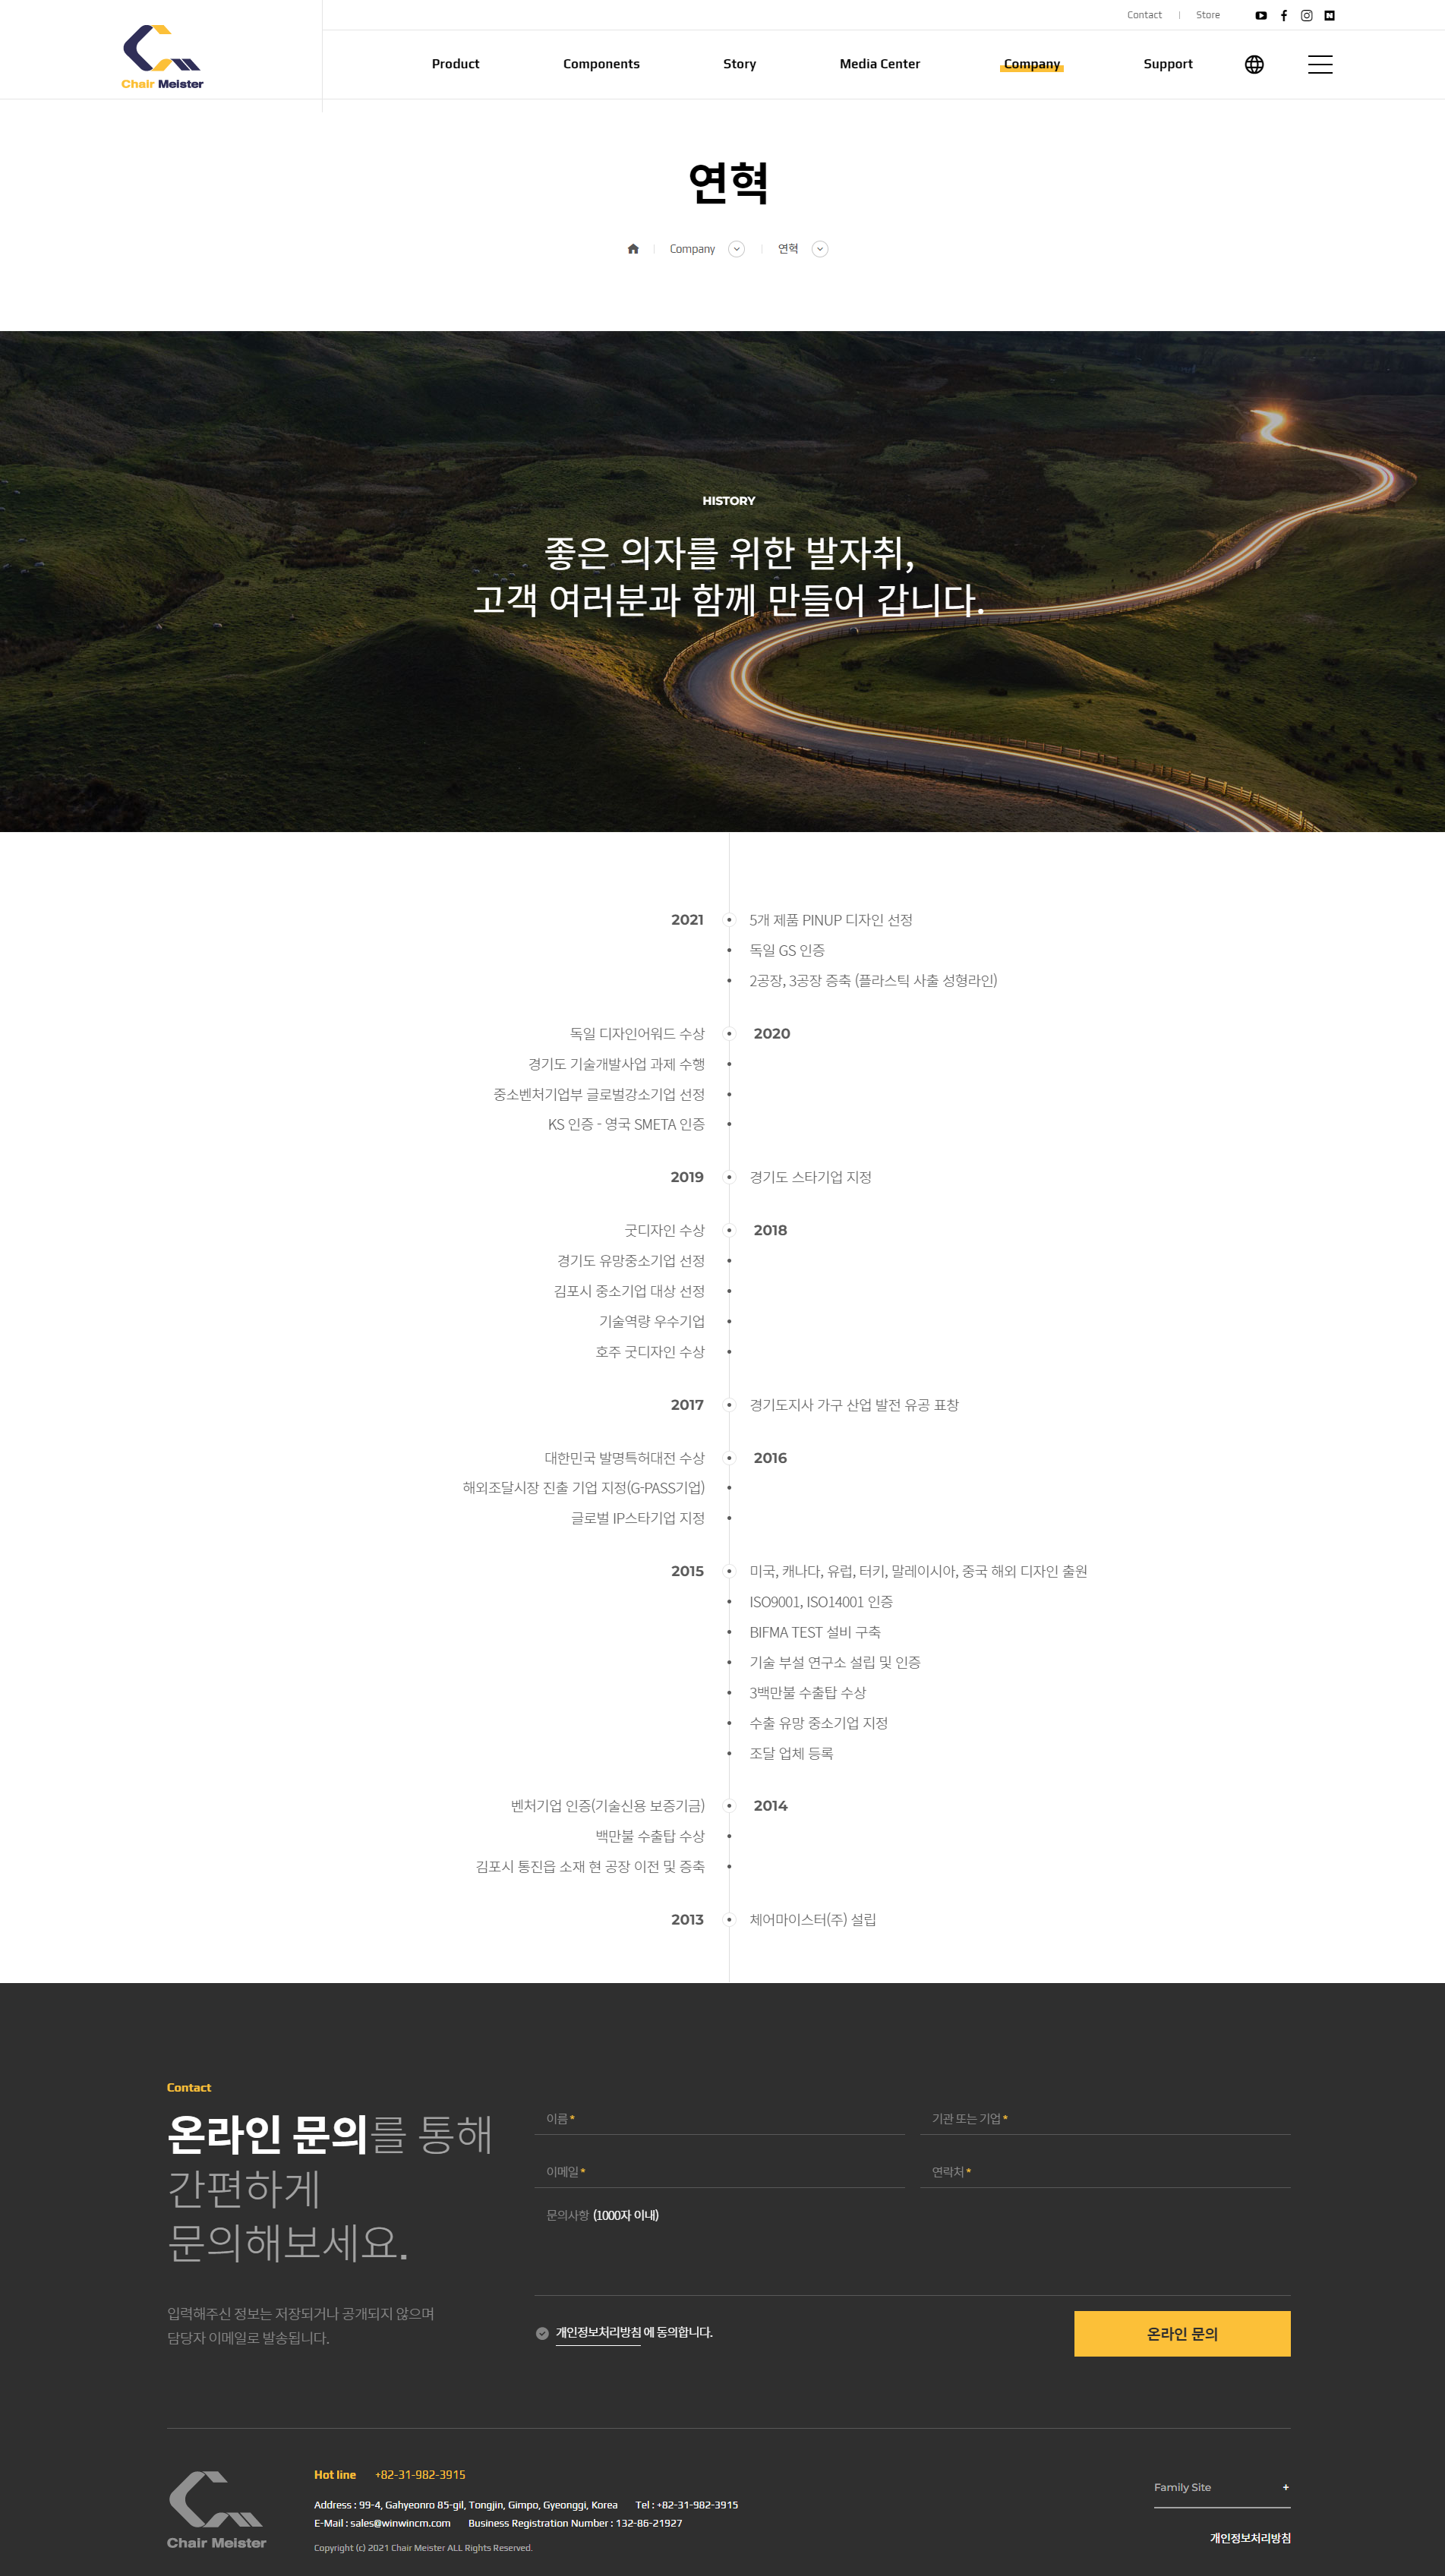 Contact
Store
Chair Meister
Product
Components
Story
Media Center
Company
Support
연혁
Company
연혁
HISTORY
좋은 의자를 위한 발자취,
고객 여러분과 함께 만들어 갑니다.
2021
5개 제품 PINUP 디자인 선정
독일 GS 인증
2공장, 3공장 증축 (플라스틱 사출 성형라인)
2020
독일 디자인어워드 수상
경기도 기술개발사업 과제 수행
중소벤처기업부 글로벌강소기업 선정
KS 인증 - 영국 SMETA 인증
2019
경기도 스타기업 지정
2018
굿디자인 수상
경기도 유망중소기업 선정
김포시 중소기업 대상 선정
기술역량 우수기업
호주 굿디자인 수상
2017
경기도지사 가구 산업 발전 유공 표창
2016
대한민국 발명특허대전 수상
해외조달시장 진출 기업 지정(G-PASS기업)
글로벌 IP스타기업 지정
2015
미국, 캐나다, 유럽, 터키, 말레이시아, 중국 해외 디자인 출원
ISO9001, ISO14001 인증
BIFMA TEST 설비 구축
기술 부설 연구소 설립 및 인증
3백만불 수출탑 수상
수출 유망 중소기업 지정
조달 업체 등록
2014
벤처기업 인증(기술신용 보증기금)
백만불 수출탑 수상
김포시 통진읍 소재 현 공장 이전 및 증축
2013
체어마이스터(주) 설립
Contact
온라인 문의를 통해
간편하게
문의해보세요.
입력해주신 정보는 저장되거나 공개되지 않으며
담당자 이메일로 발송됩니다.
이름 *
기관 또는 기업 *
이메일 *
연락처 *
문의사항 (1000자 이내)
개인정보처리방침 에 동의합니다.
온라인 문의
Chair Meister
Hot line +82-31-982-3915
Address : 99-4, Gahyeonro 85-gil, Tongjin, Gimpo, Gyeonggi, Korea Tel : +82-31-982-3915
E-Mail : sales@winwincm.com Business Registration Number : 132-86-21927
Copyright (c) 2021 Chair Meister ALL Rights Reserved.
Family Site +
개인정보처리방침